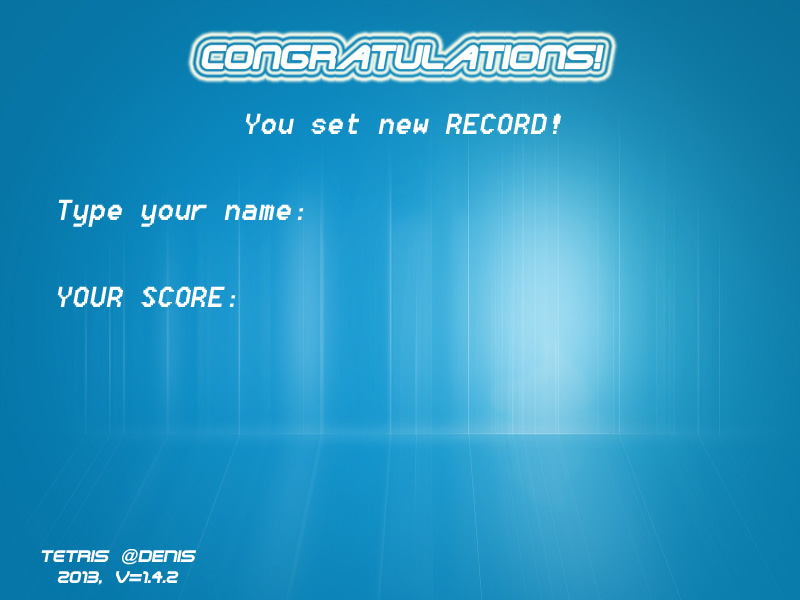 CONGRATULATIONS!
You set new RECORD!
Type your name:
YOUR SCORE:
TETRIS @DENIS
2013, V=1.4.2